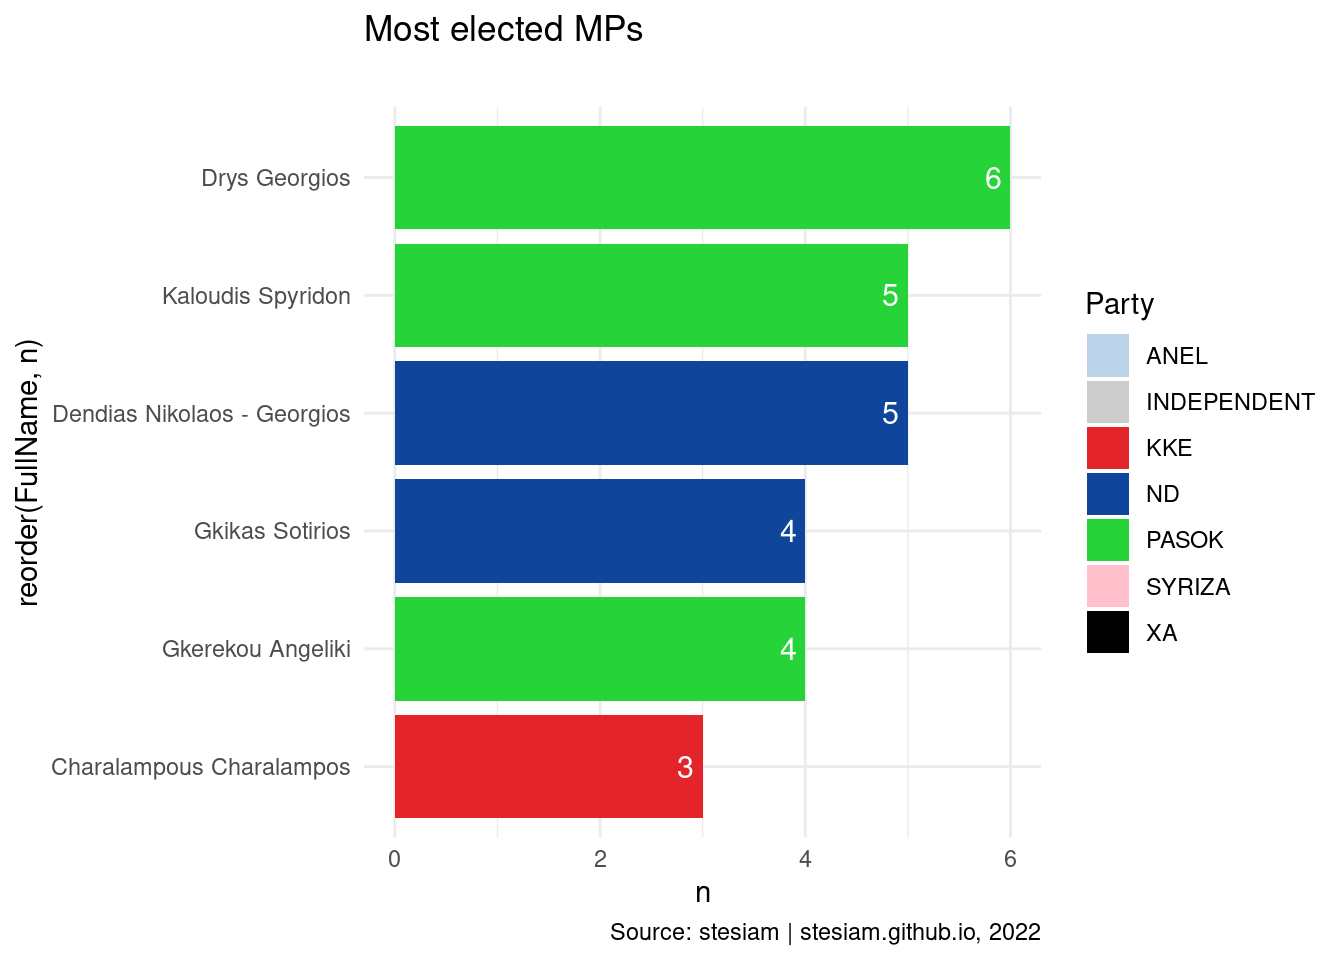 Most elected MPs
reorder(FullName, n)
Drys Georgios
6
Kaloudis Spyridon
5
Dendias Nikolaos - Georgios
5
Gkikas Sotirios
4
Gkerekou Angeliki
4
Charalampous Charalampos
3
0 2 4 6
n
Party
ANEL
INDEPENDENT
KKE
ND
PASOK
SYRIZA
XA
Source: stesiam | stesiam.github.io, 2022